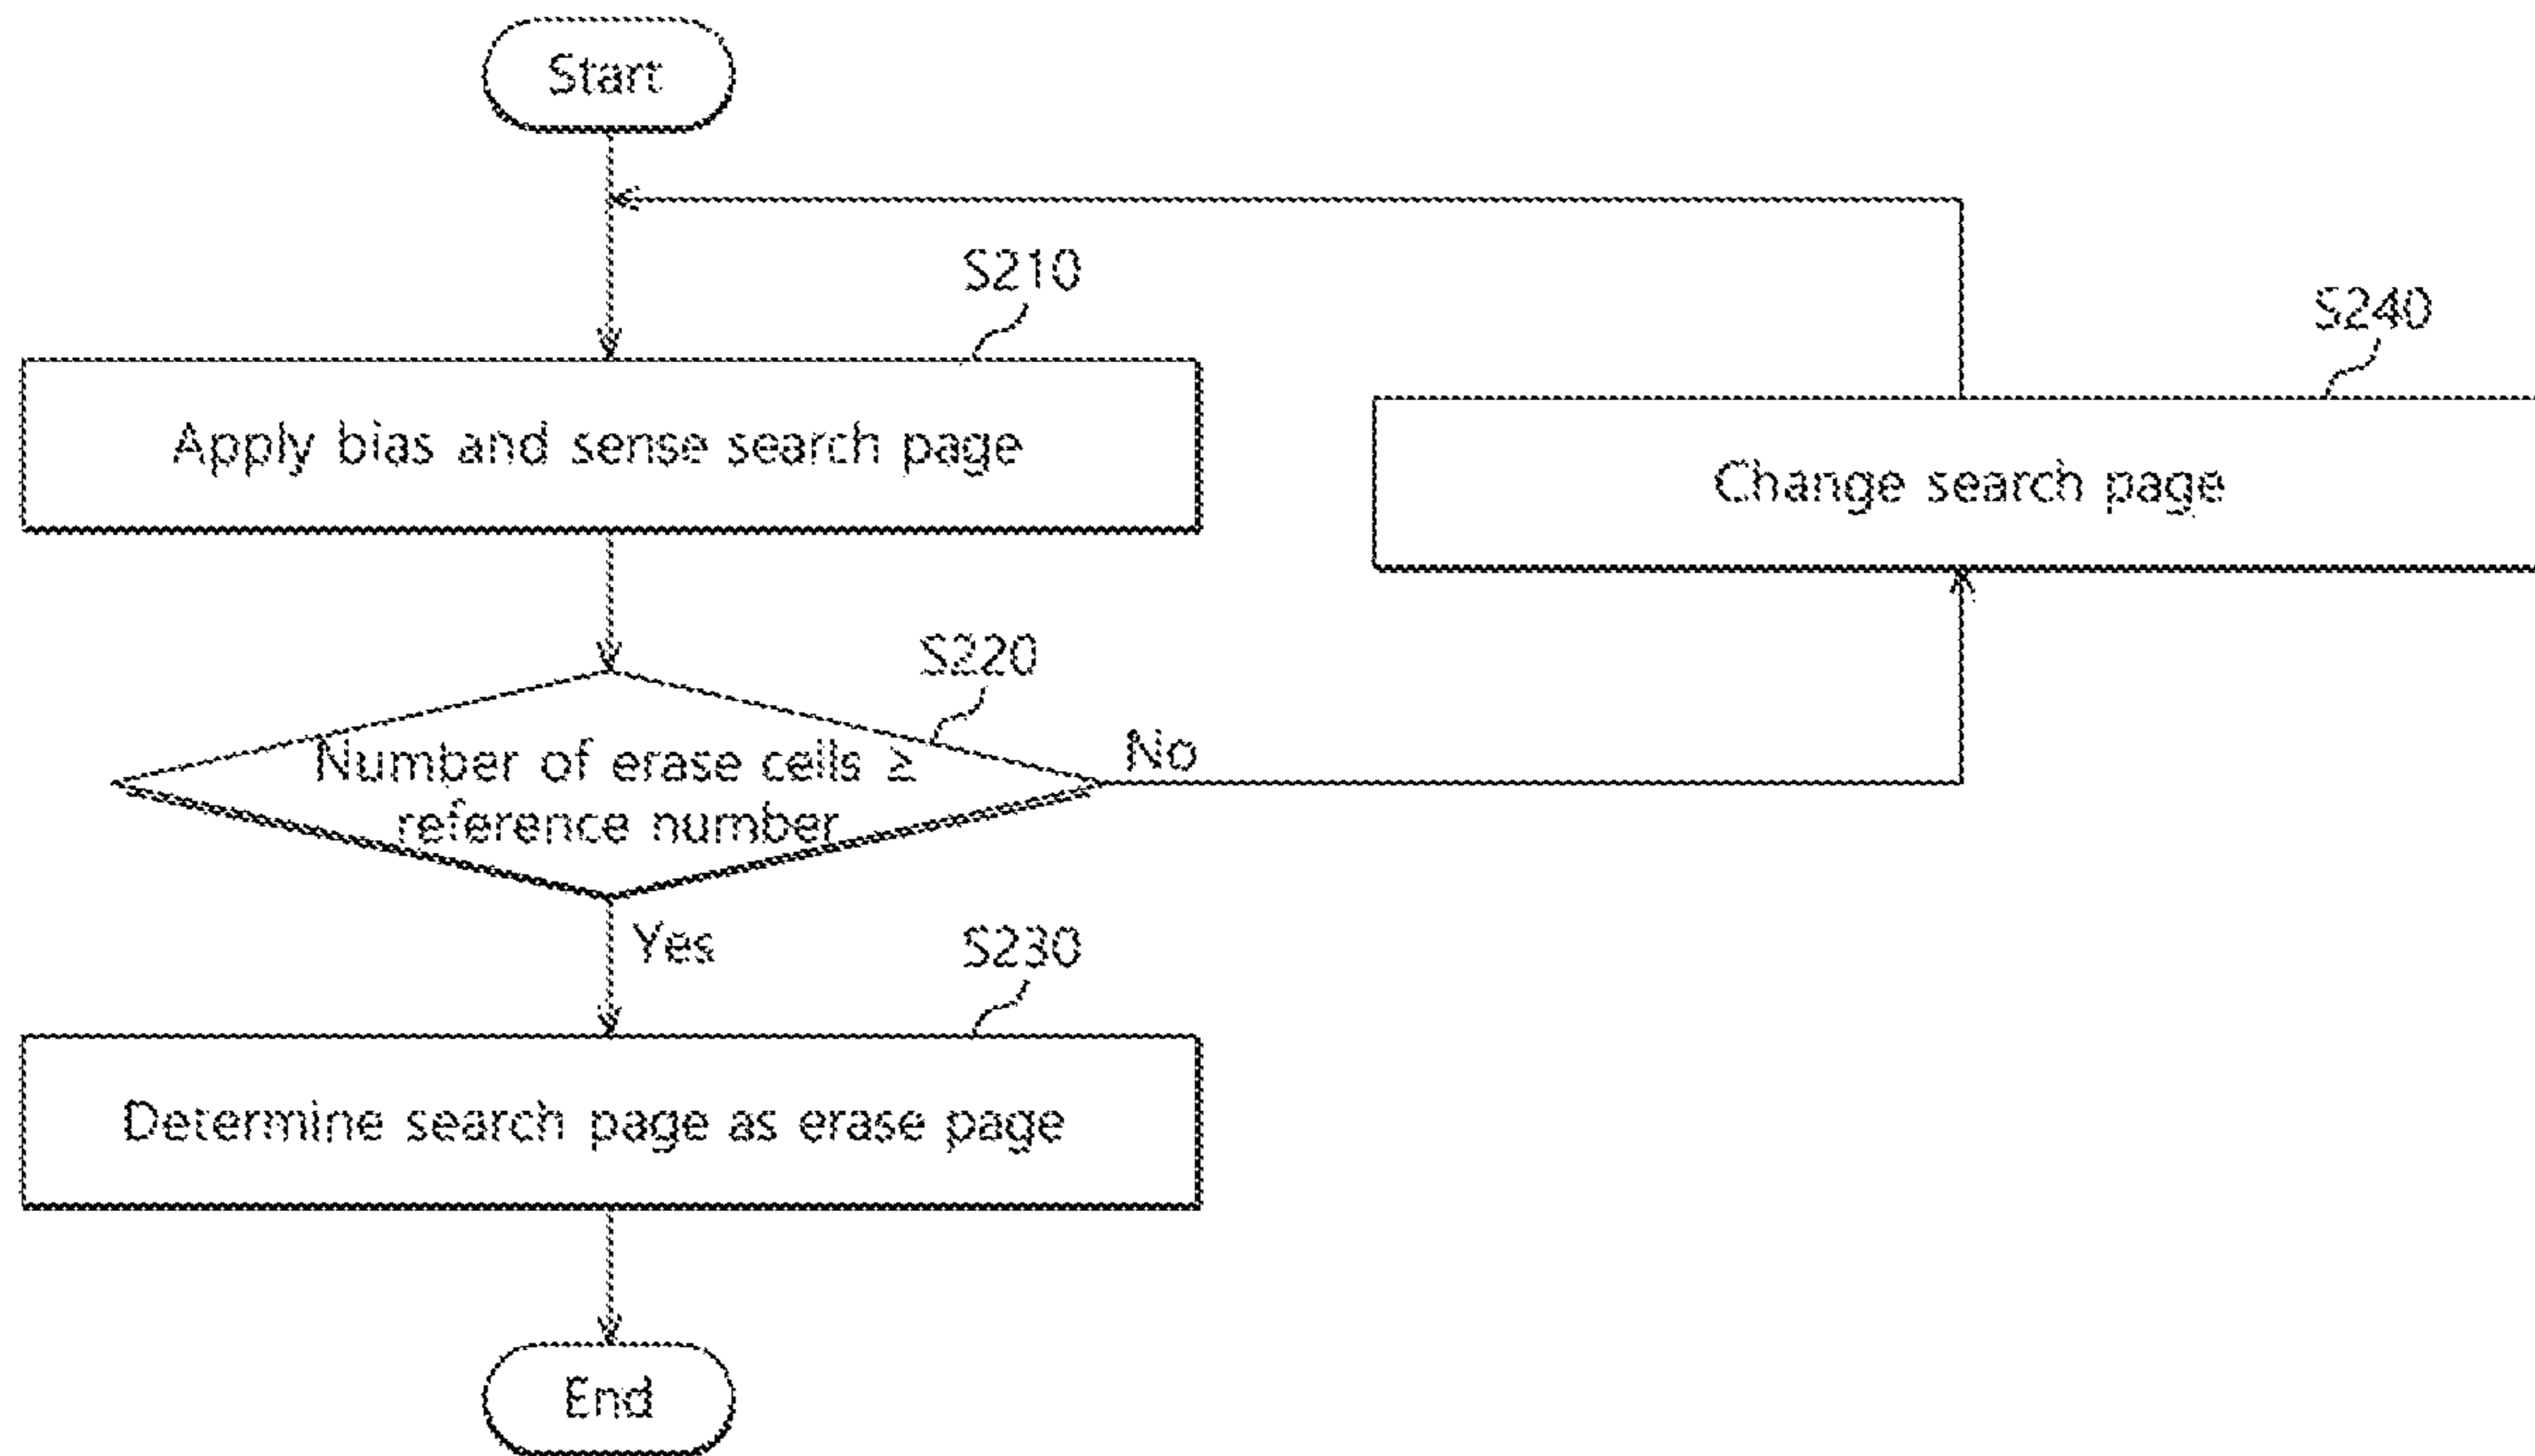 Start
S210
Apply bias and sense search page
S240
Change search page
S220
Number of erase cells ≥
reference number
No
Yes
S230
Determine search page as erase page
End